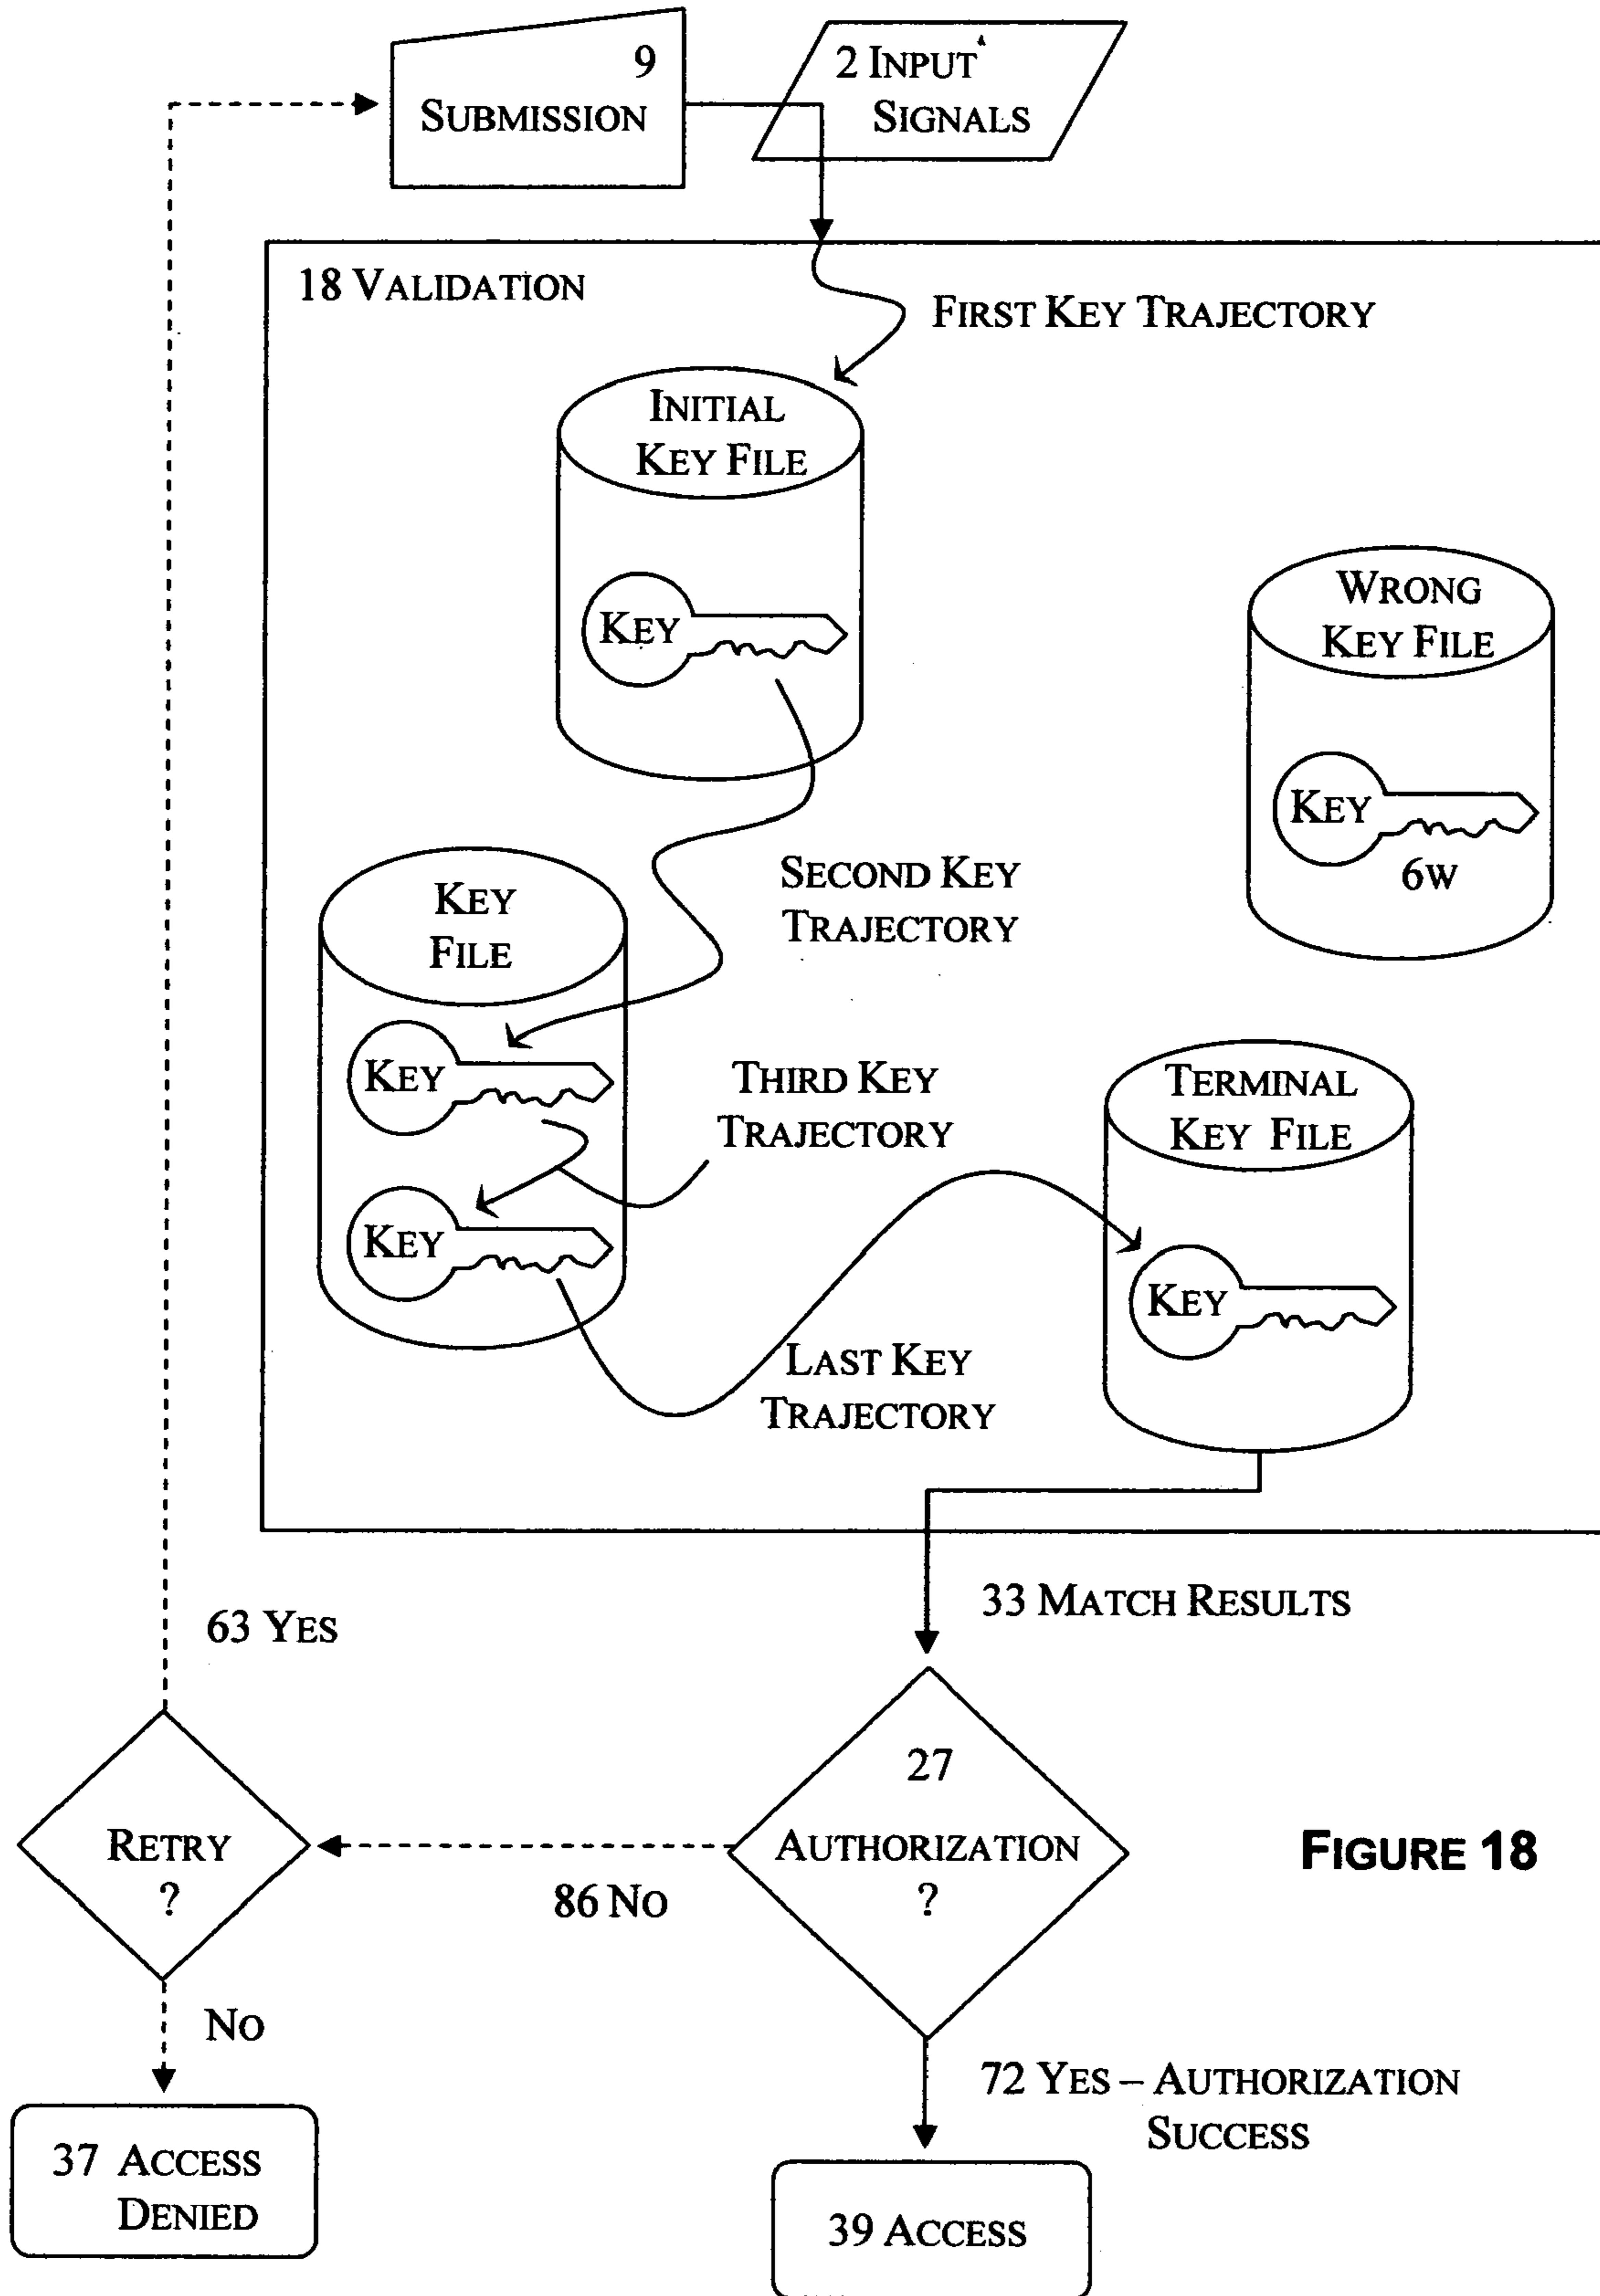 9
SUBMISSION
2 INPUT
SIGNALS
18 VALIDATION
FIRST KEY TRAJECTORY
INITIAL
KEY FILE
KEY
WRONG
KEY FILE
KEY
6W
SECOND KEY
TRAJECTORY
KEY
FILE
KEY
THIRD KEY
TRAJECTORY
KEY
TERMINAL
KEY FILE
KEY
LAST KEY
TRAJECTORY
33 MATCH RESULTS
63 YES
27
AUTHORIZATION
?
RETRY
?
86 NO
FIGURE 18
NO
72 YES – AUTHORIZATION
SUCCESS
37 ACCESS
DENIED
39 ACCESS